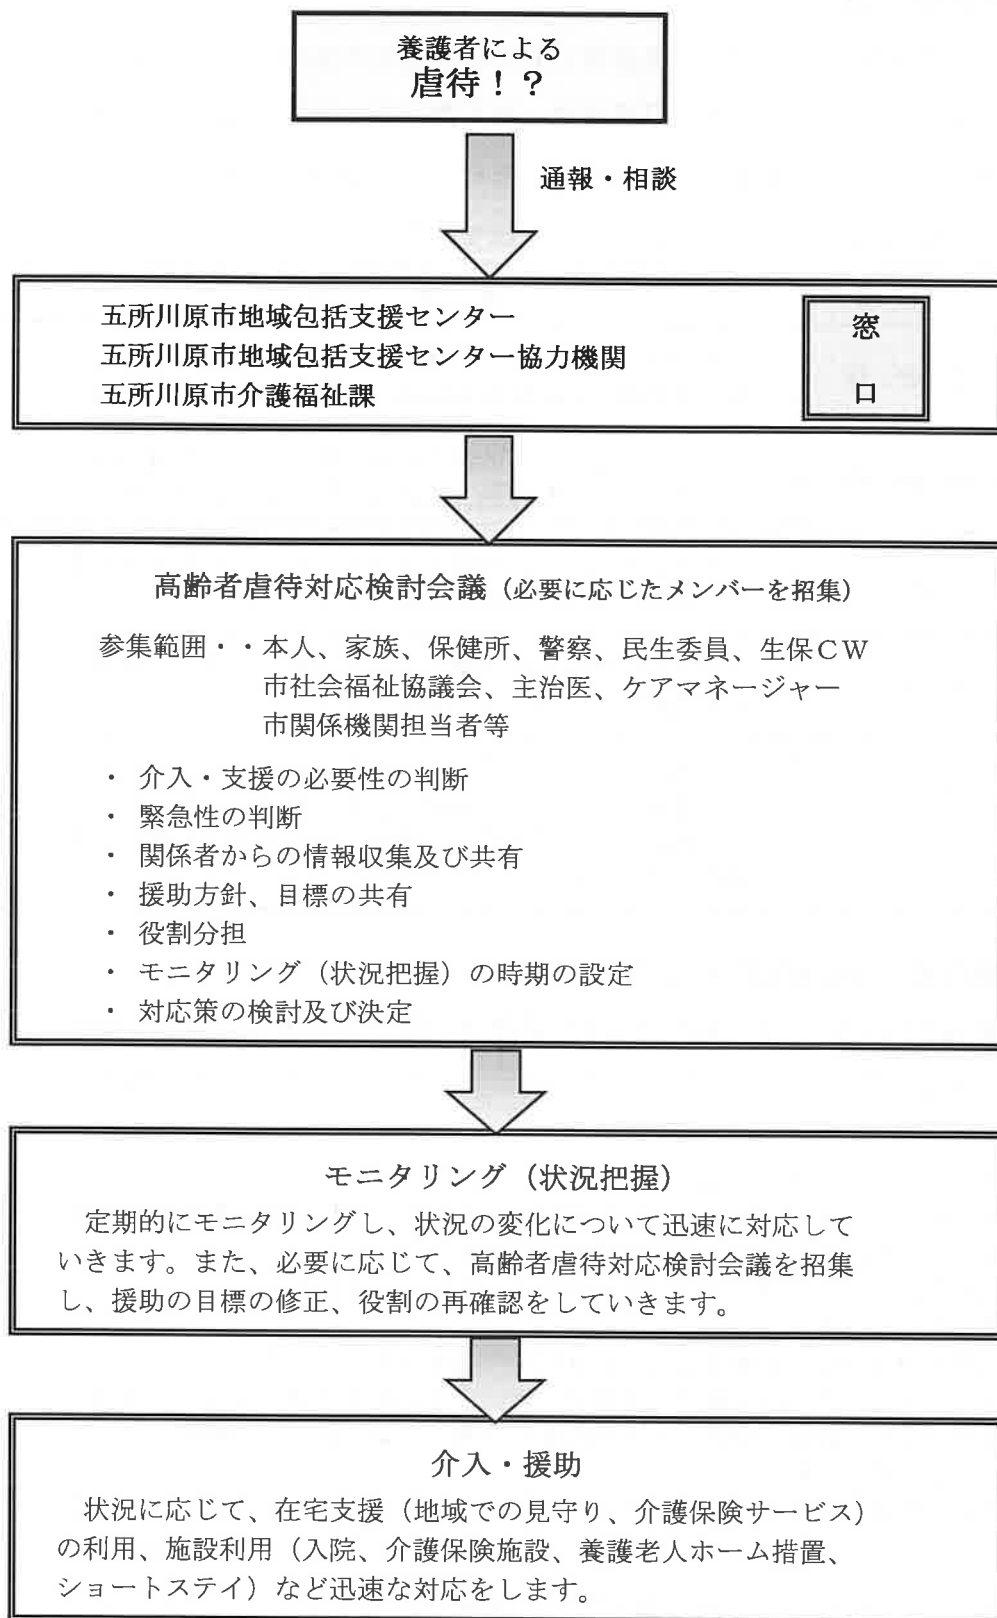 養護者による
虐待！？
通報・相談
五所川原市地域包括支援センター
五所川原市地域包括支援センター協力機関
五所川原市介護福祉課
窓
口
高齢者虐待対応検討会議（必要に応じたメンバーを招集）
参集範囲・・本人、家族、保健所、警察、民生委員、生保ＣＷ
市社会福祉協議会、主治医、ケアマネージャー
市関係機関担当者等
・ 介入・支援の必要性の判断
・ 緊急性の判断
・ 関係者からの情報収集及び共有
・ 援助方針、目標の共有
・ 役割分担
・ モニタリング（状況把握）の時期の設定
・ 対応策の検討及び決定
モニタリング（状況把握）
定期的にモニタリングし、状況の変化について迅速に対応して
いきます。また、必要に応じて、高齢者虐待対応検討会議を招集
し、援助の目標の修正、役割の再確認をしていきます。
介入・援助
状況に応じて、在宅支援（地域での見守り、介護保険サービス）
の利用、施設利用（入院、介護保険施設、養護老人ホーム措置、
ショートステイ）など迅速な対応をします。